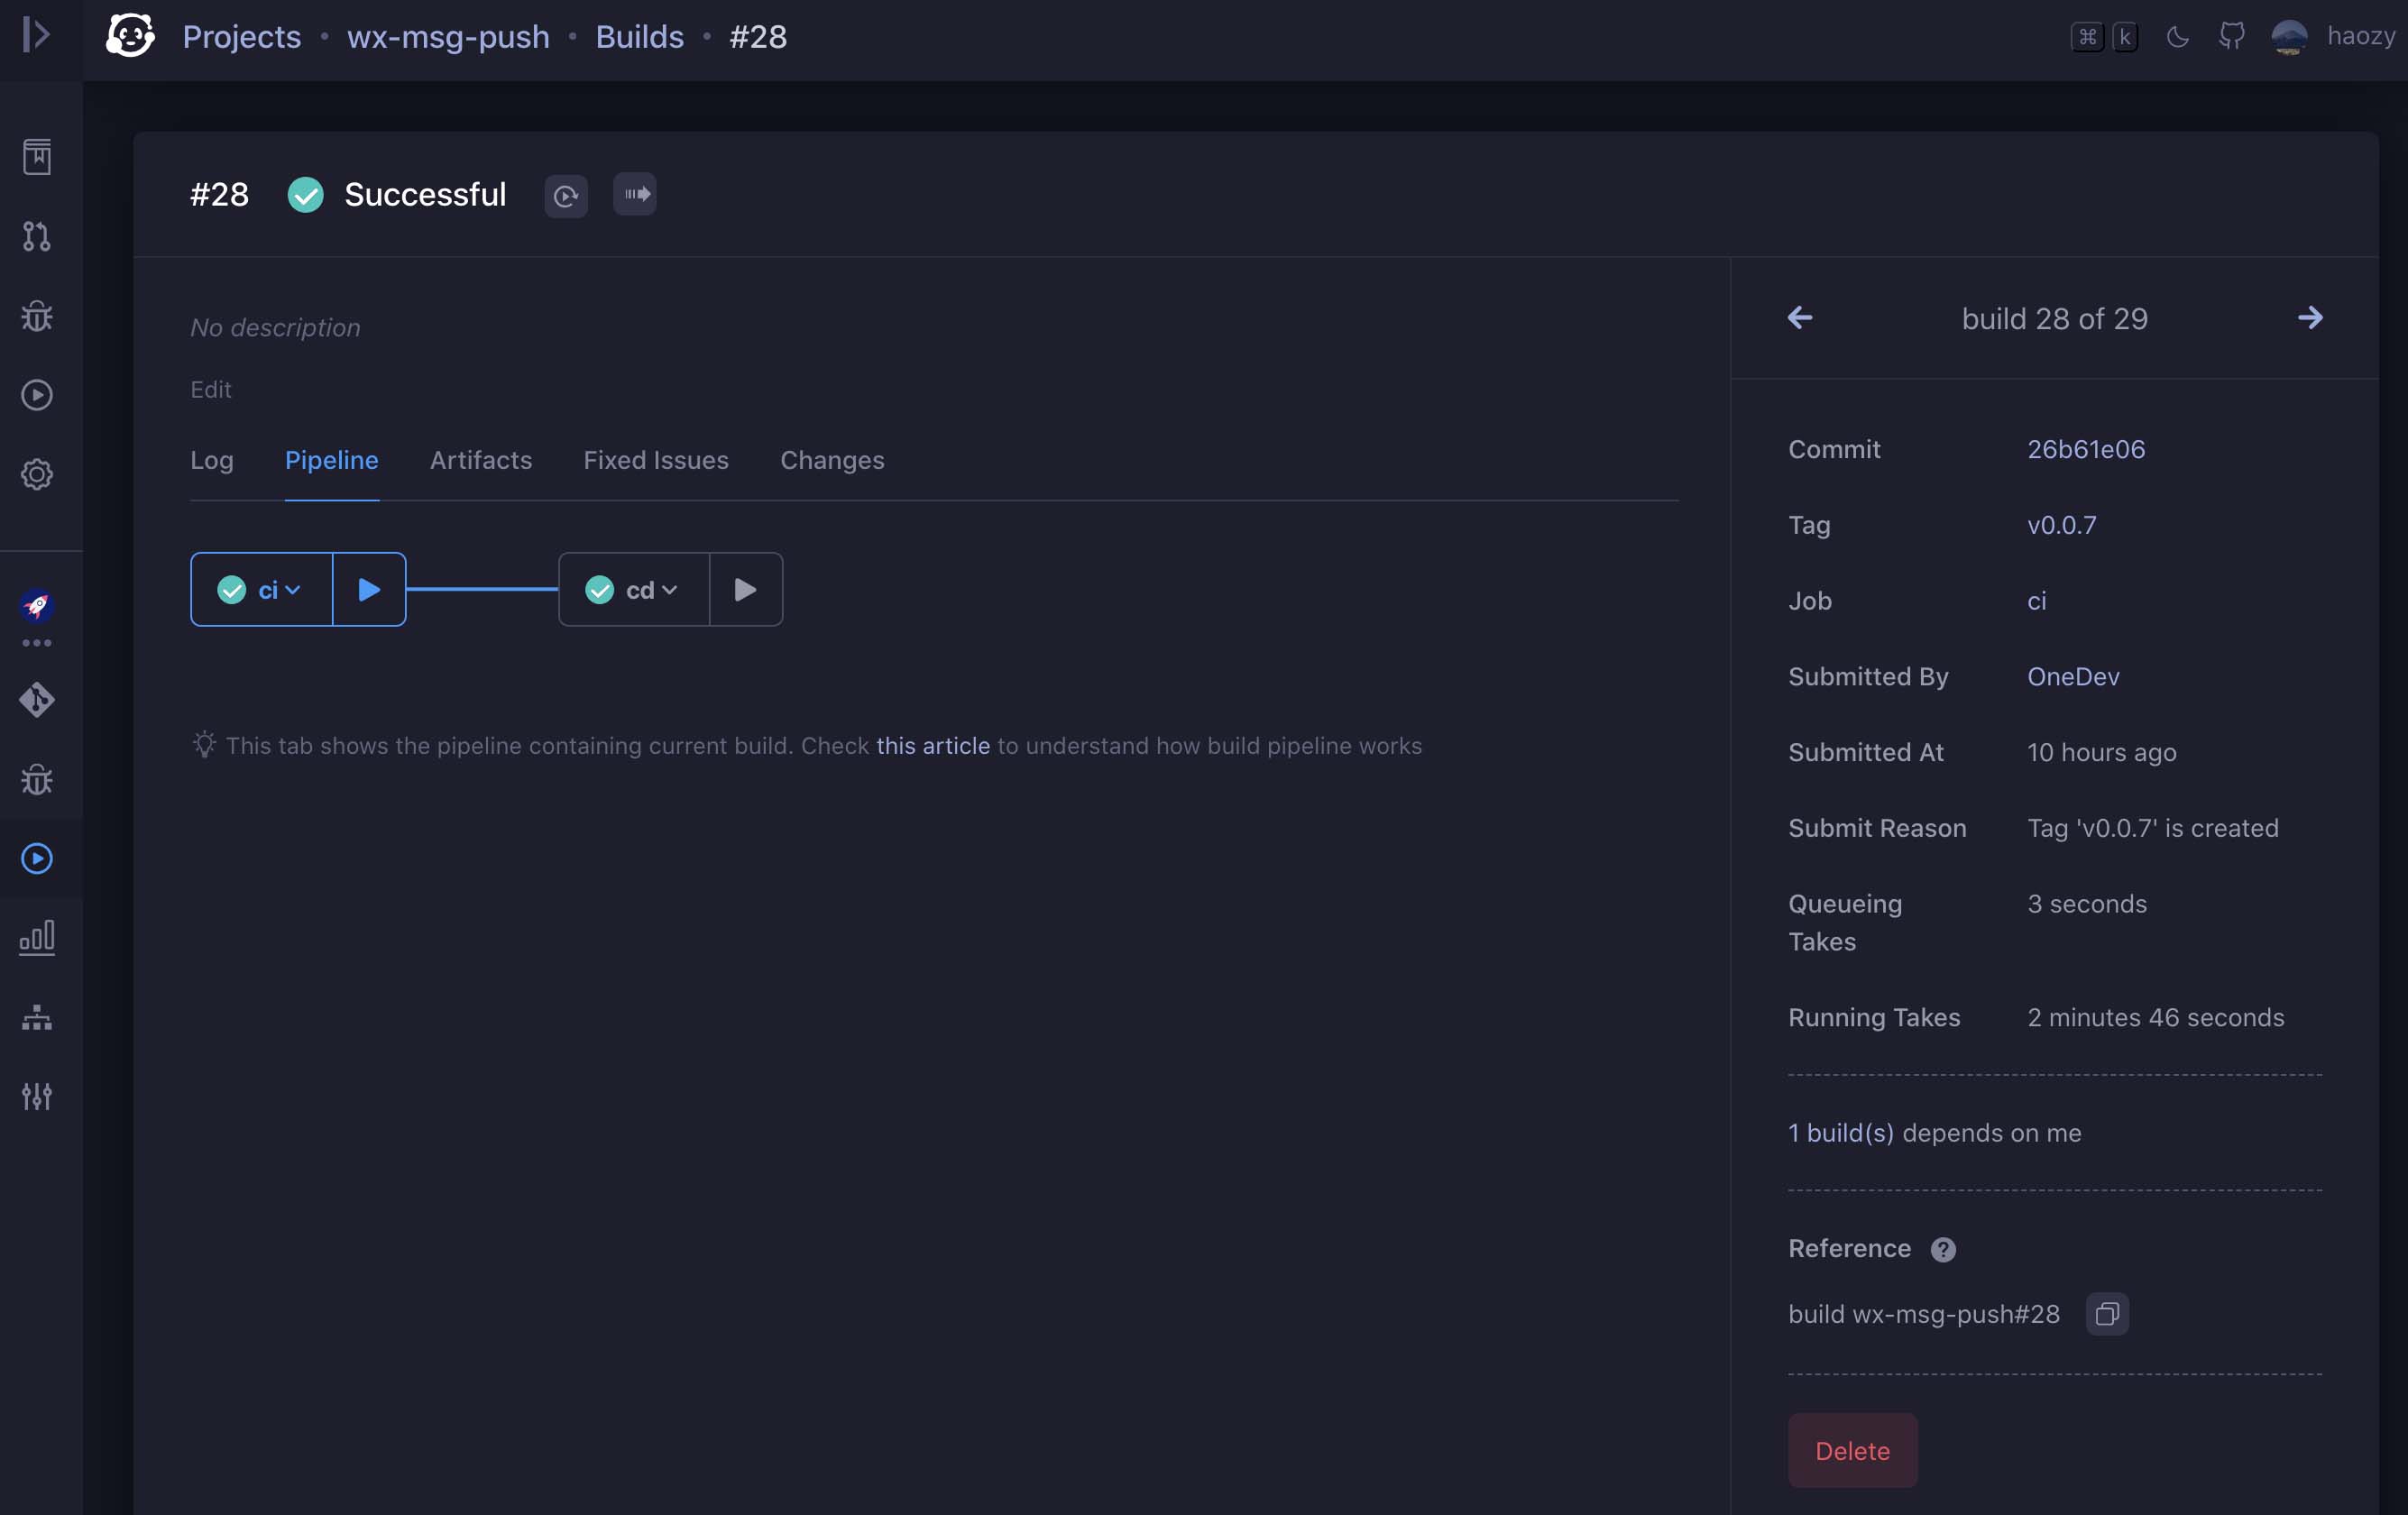 Projects • wx-msg-push • Builds • #28
⌘ k haozy
#28 Successful
No description
Edit
Log Pipeline Artifacts Fixed Issues Changes
ci cd
This tab shows the pipeline containing current build. Check this article to understand how build pipeline works
build 28 of 29
Commit 26b61e06
Tag v0.0.7
Job ci
Submitted By OneDev
Submitted At 10 hours ago
Submit Reason Tag 'v0.0.7' is created
Queueing 3 seconds
Takes
Running Takes 2 minutes 46 seconds
1 build(s) depends on me
Reference ?
build wx-msg-push#28
Delete